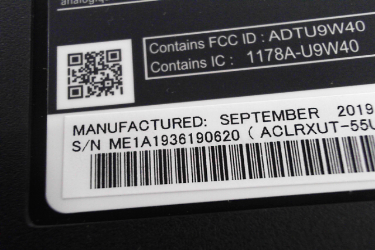 Contains FCC ID : ADTU9W40
Contains IC : 1178A-U9W40
MANUFACTURED: SEPTEMBER 2019
S/N ME1A1936190620 ( ACLRXUT-55U